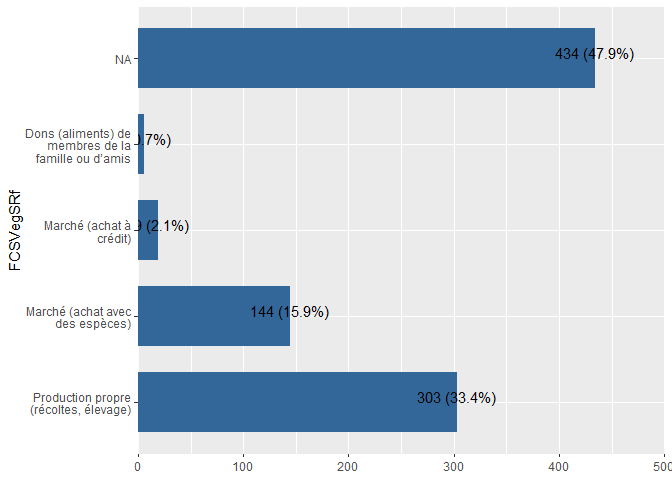 434 (47.9%)
NA
Dons (aliments) de
membres de la
famille ou d'amis
.7%)
Marché (achat à
crédit)
9 (2.1%)
Marché (achat avec
des espèces)
144 (15.9%)
Production propre
(récoltes, élevage)
303 (33.4%)
FCSVegSRf
0 100 200 300 400 500